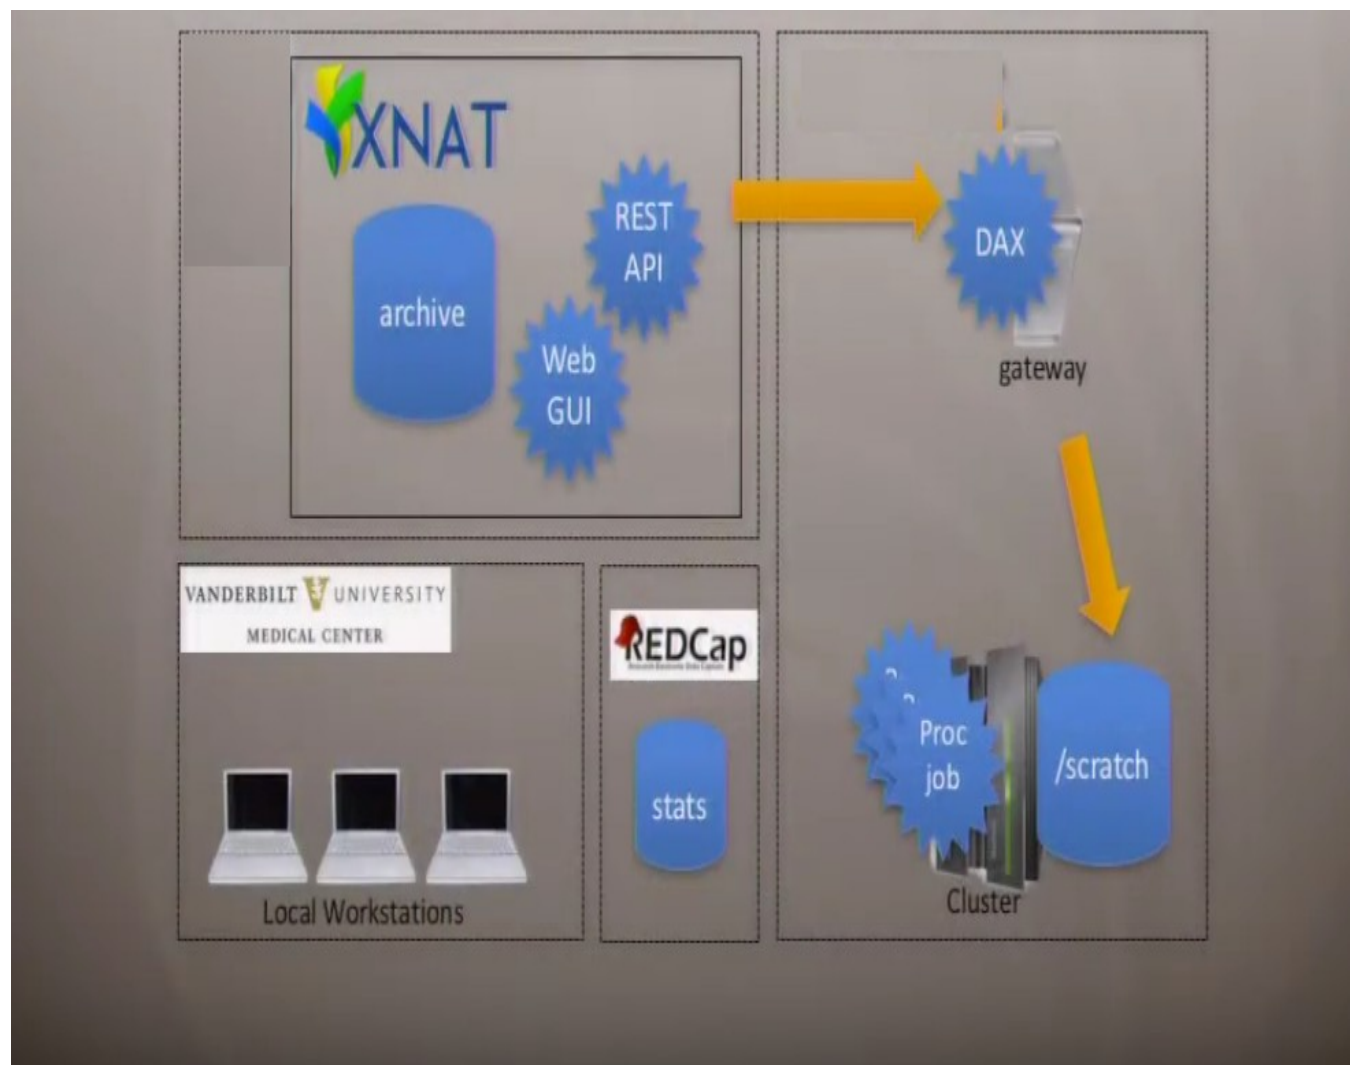 XNAT
REST
API
archive
Web
GUI
DAX
gateway
VANDERBILT UNIVERSITY
MEDICAL CENTER
REDCap
Proc
job
/scratch
stats
Cluster
Local Workstations